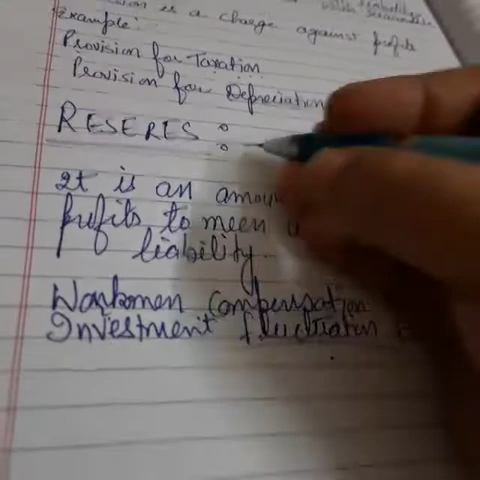 is a charge against profits
Example:
Provision for Taxation
Provision for Depreciation
RESERES :
It is an amou
profits to meen
liability
Workmen Compensation
Investment fluctuation